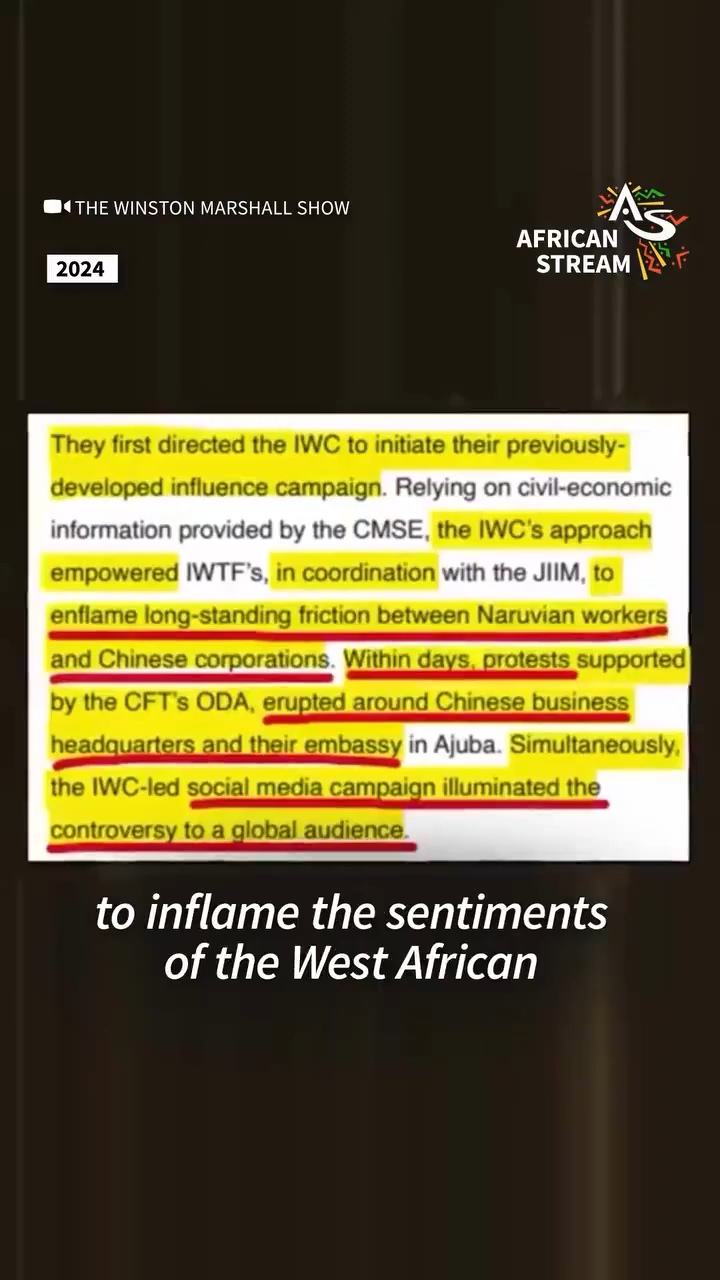 THE WINSTON MARSHALL SHOW
2024
AFRICAN
STREAM
AS
They first directed the IWC to initiate their previously-
developed influence campaign. Relying on civil-economic
information provided by the CMSE, the IWC's approach
empowered IWTF's, in coordination with the JIIM, to
enflame long-standing friction between Naruvian workers
and Chinese corporations. Within days, protests supported
by the CFT's ODA, erupted around Chinese business
headquarters and their embassy in Ajuba. Simultaneously,
the IWC-led social media campaign illuminated the
controversy to a global audience.
to inflame the sentiments
of the West African